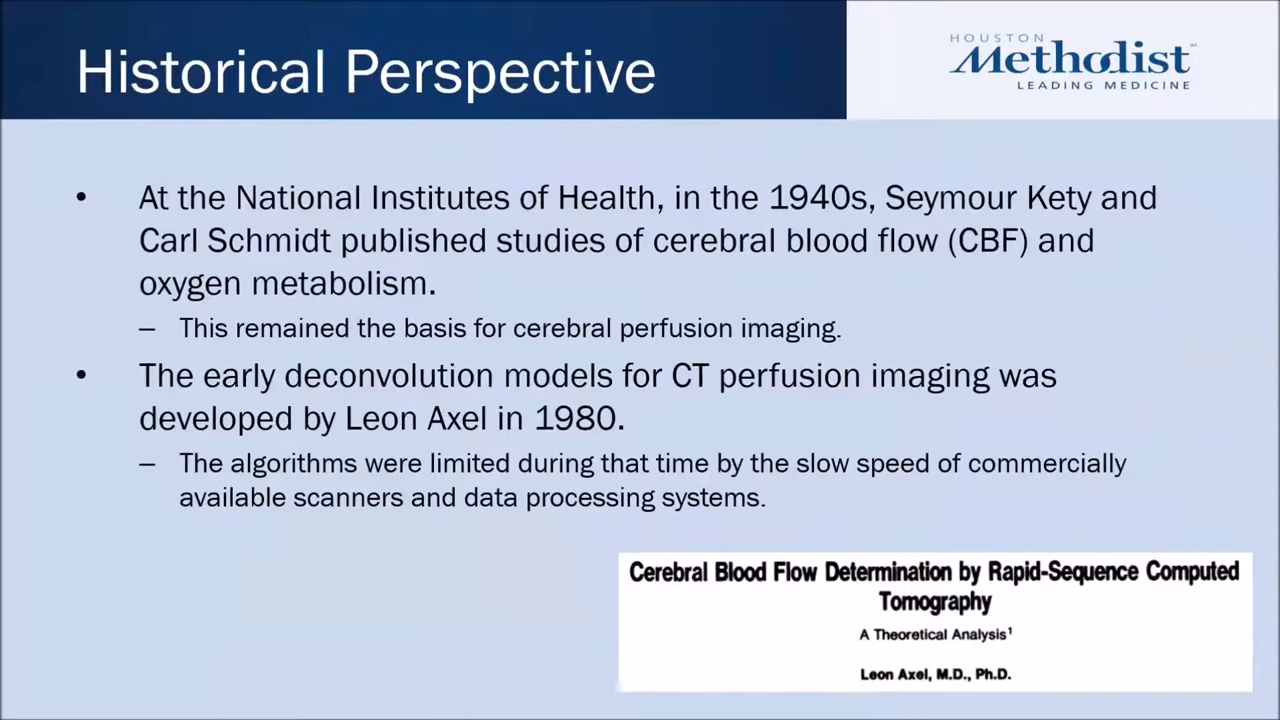 Historical Perspective
HOUSTON
Methodist
LEADING MEDICINE
• At the National Institutes of Health, in the 1940s, Seymour Kety and
Carl Schmidt published studies of cerebral blood flow (CBF) and
oxygen metabolism.
– This remained the basis for cerebral perfusion imaging.
• The early deconvolution models for CT perfusion imaging was
developed by Leon Axel in 1980.
– The algorithms were limited during that time by the slow speed of commercially
available scanners and data processing systems.
Cerebral Blood Flow Determination by Rapid-Sequence Computed
Tomography
A Theoretical Analysis¹
Leon Axel, M.D., Ph.D.